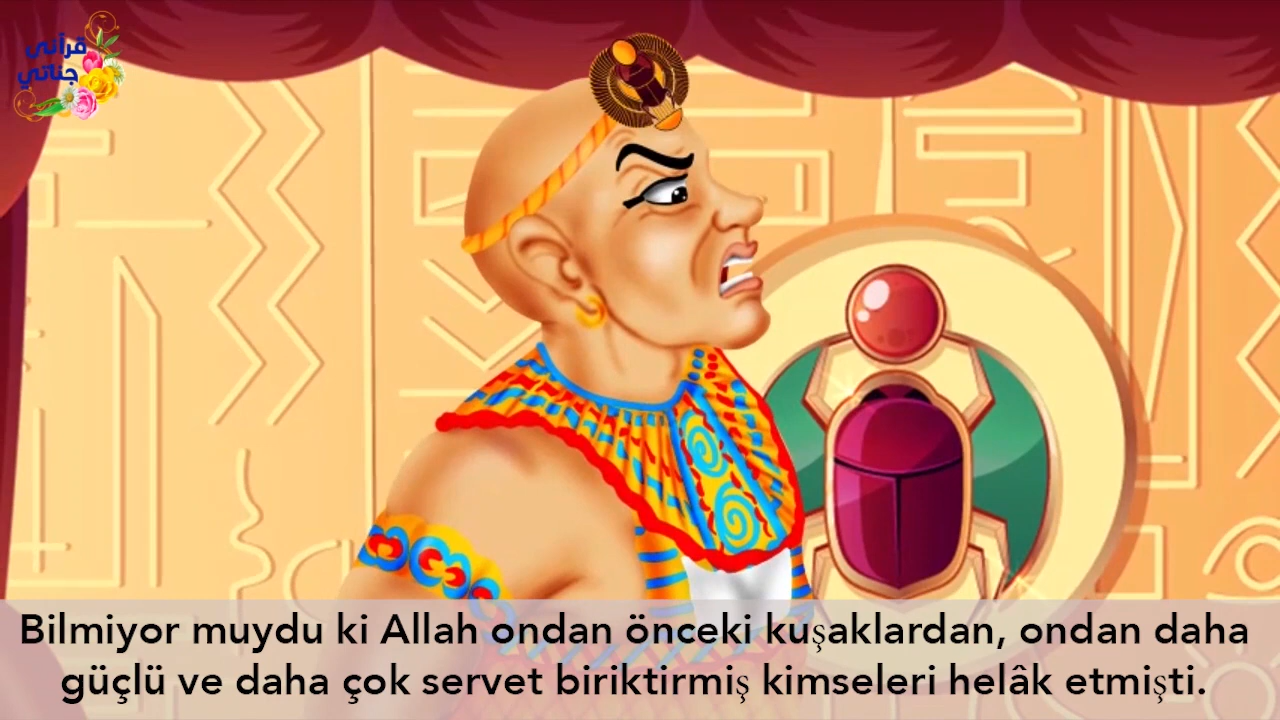 قرآني
جناتي
Bilmiyor muydu ki Allah ondan önceki kuşaklardan, ondan daha
güçlü ve daha çok servet biriktirmiş kimseleri helâk etmişti.